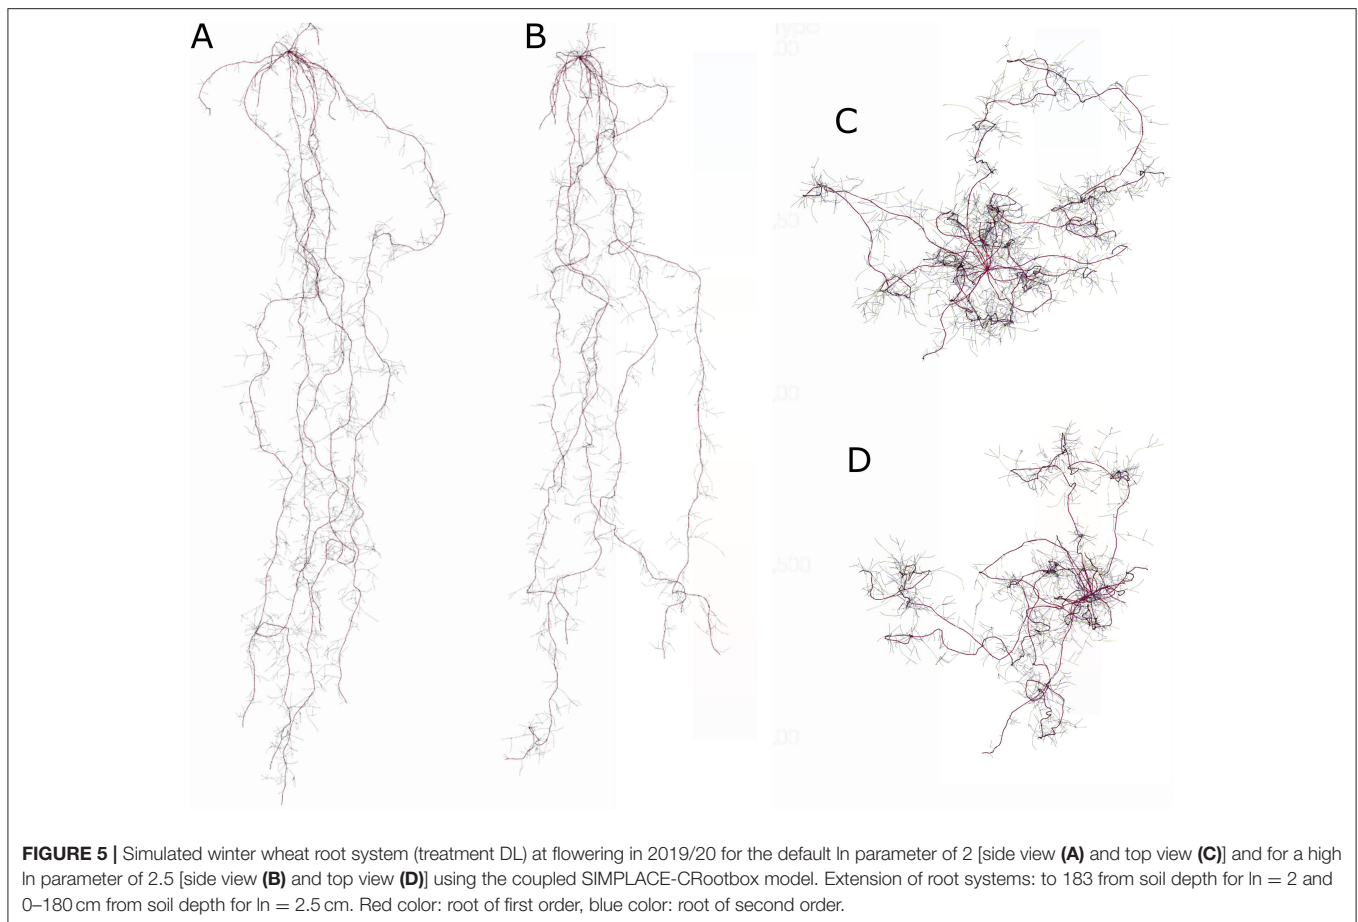 A
B
C
D
,50
,00
,500
,00
FIGURE 5 | Simulated winter wheat root system (treatment DL) at flowering in 2019/20 for the default ln parameter of 2 [side view (A) and top view (C)] and for a high
ln parameter of 2.5 [side view (B) and top view (D)] using the coupled SIMPLACE-CRootbox model. Extension of root systems: to 183 from soil depth for ln = 2 and
0–180 cm from soil depth for ln = 2.5 cm. Red color: root of first order, blue color: root of second order.